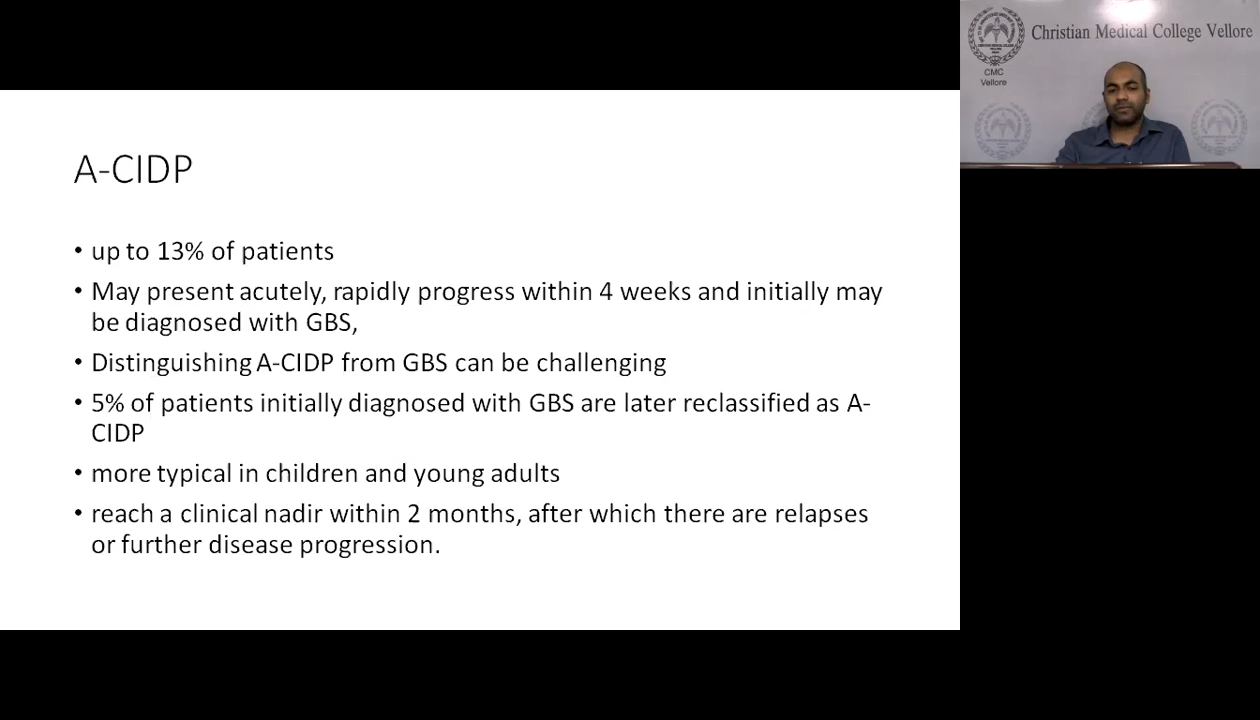 A-CIDP
• up to 13% of patients
• May present acutely, rapidly progress within 4 weeks and initially may
be diagnosed with GBS,
• Distinguishing A-CIDP from GBS can be challenging
• 5% of patients initially diagnosed with GBS are later reclassified as A-
CIDP
• more typical in children and young adults
• reach a clinical nadir within 2 months, after which there are relapses
or further disease progression.
Christian Medical College Vellore
CMC
Vellore